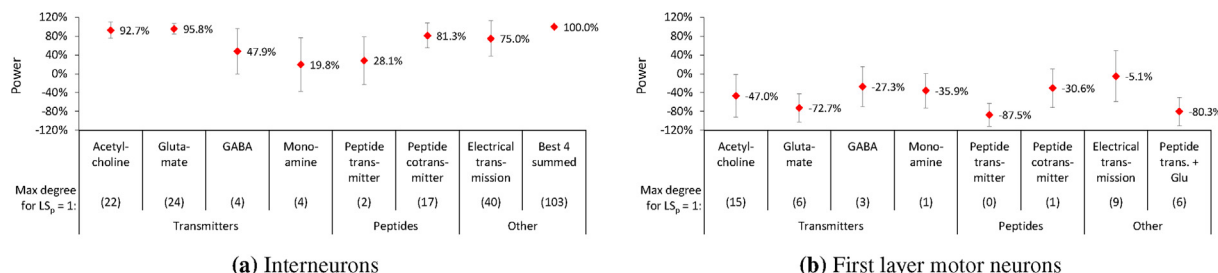 120%
80%
40%
0%
-40%
-80%
-120%
Power
92.7%
95.8%
47.9%
19.8%
28.1%
81.3%
75.0%
100.0%
Acetyl- Gluta- GABA Mono- Peptide Peptide Electrical Best 4
choline mate amine trans- cotrans- trans- summed
mitter mitter mission
Max degree
for LSp = 1: (22) (24) (4) (4) (2) (17) (40) (103)
Transmitters Peptides Other
(a) Interneurons
120%
80%
40%
0%
-40%
-80%
-120%
Power
-47.0%
-72.7%
-27.3%
-35.9%
-87.5%
-30.6%
-5.1%
-80.3%
Acetyl- Gluta- GABA Mono- Peptide Peptide Electrical Peptide
choline mate amine trans- cotrans- trans- trans. +
mitter mitter mission Glu
Max degree
for LSp = 1: (15) (6) (3) (1) (0) (1) (9) (6)
Transmitters Peptides Other
(b) First layer motor neurons